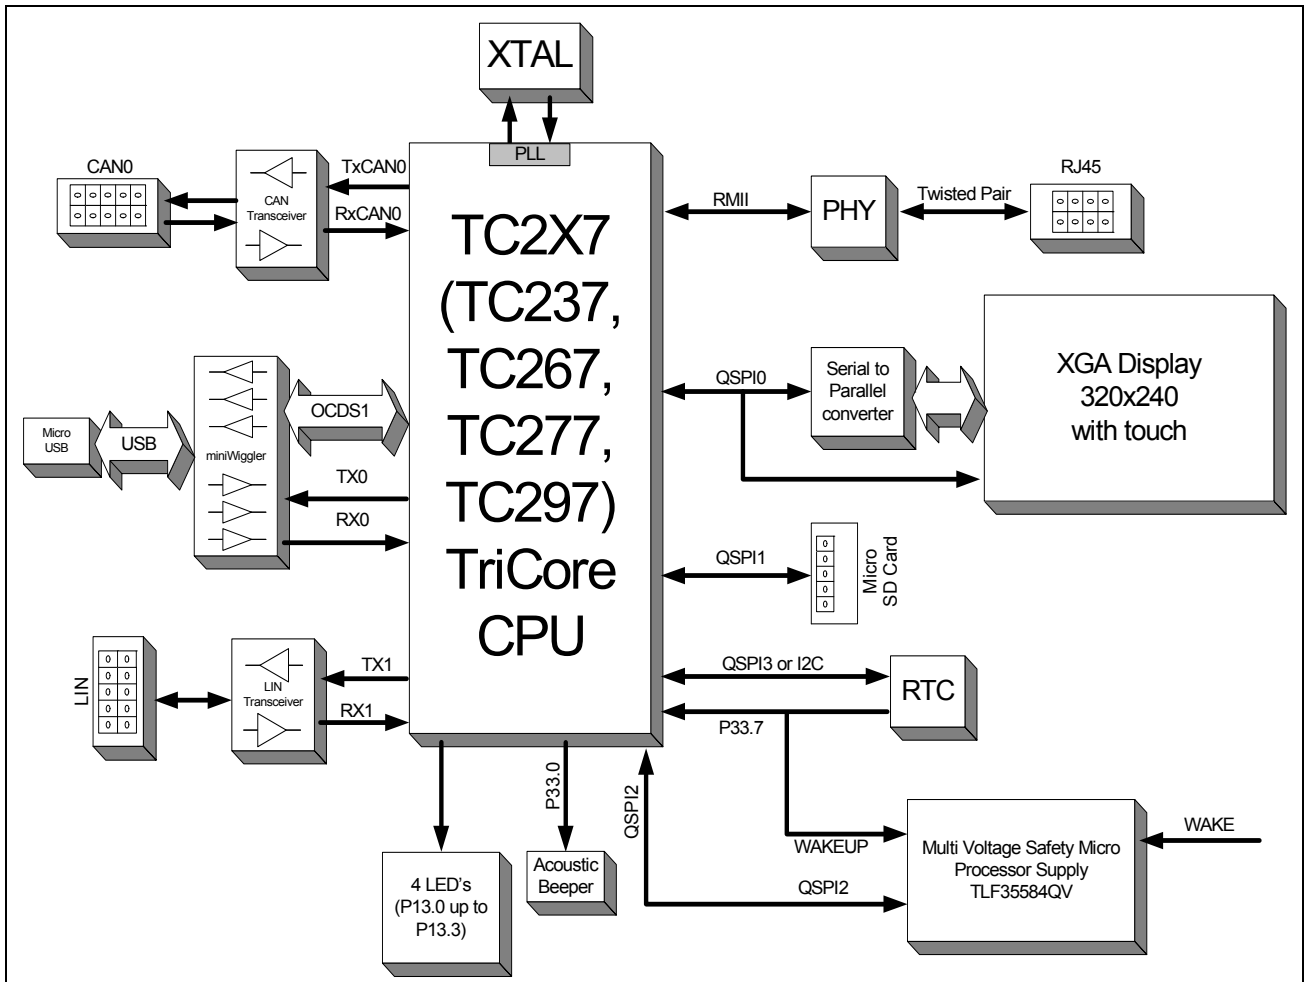 XTAL
PLL
CAN0
CAN
Transceiver
TxCAN0
RxCAN0
TC2X7
(TC237,
TC267,
TC277,
TC297)
TriCore
CPU
RMII
PHY
Twisted Pair
RJ45
Micro
USB
USB
miniWiggler
OCDS1
TX0
RX0
QSPI0
Serial to
Parallel
converter
XGA Display
320x240
with touch
QSPI1
Micro
SD Card
LIN
LIN
Transceiver
TX1
RX1
QSPI3 or I2C
RTC
P33.7
P33.0
QSPI2
WAKEUP
QSPI2
WAKE
4 LED's
(P13.0 up to
P13.3)
Acoustic
Beeper
Multi Voltage Safety Micro
Processor Supply
TLF35584QV